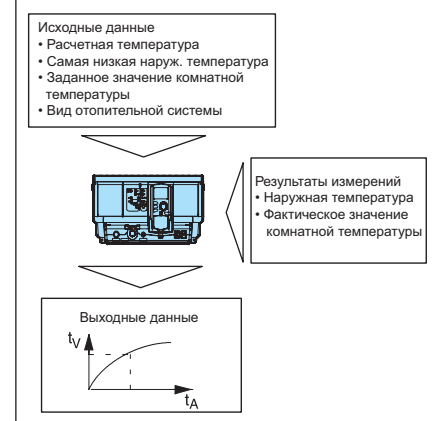 Исходные данные
• Расчетная температура
• Самая низкая наруж. температура
• Заданное значение комнатной
температуры
• Вид отопительной системы
Результаты измерений
• Наружная температура
• Фактическое значение
комнатной температуры
Выходные данные
tV
tA